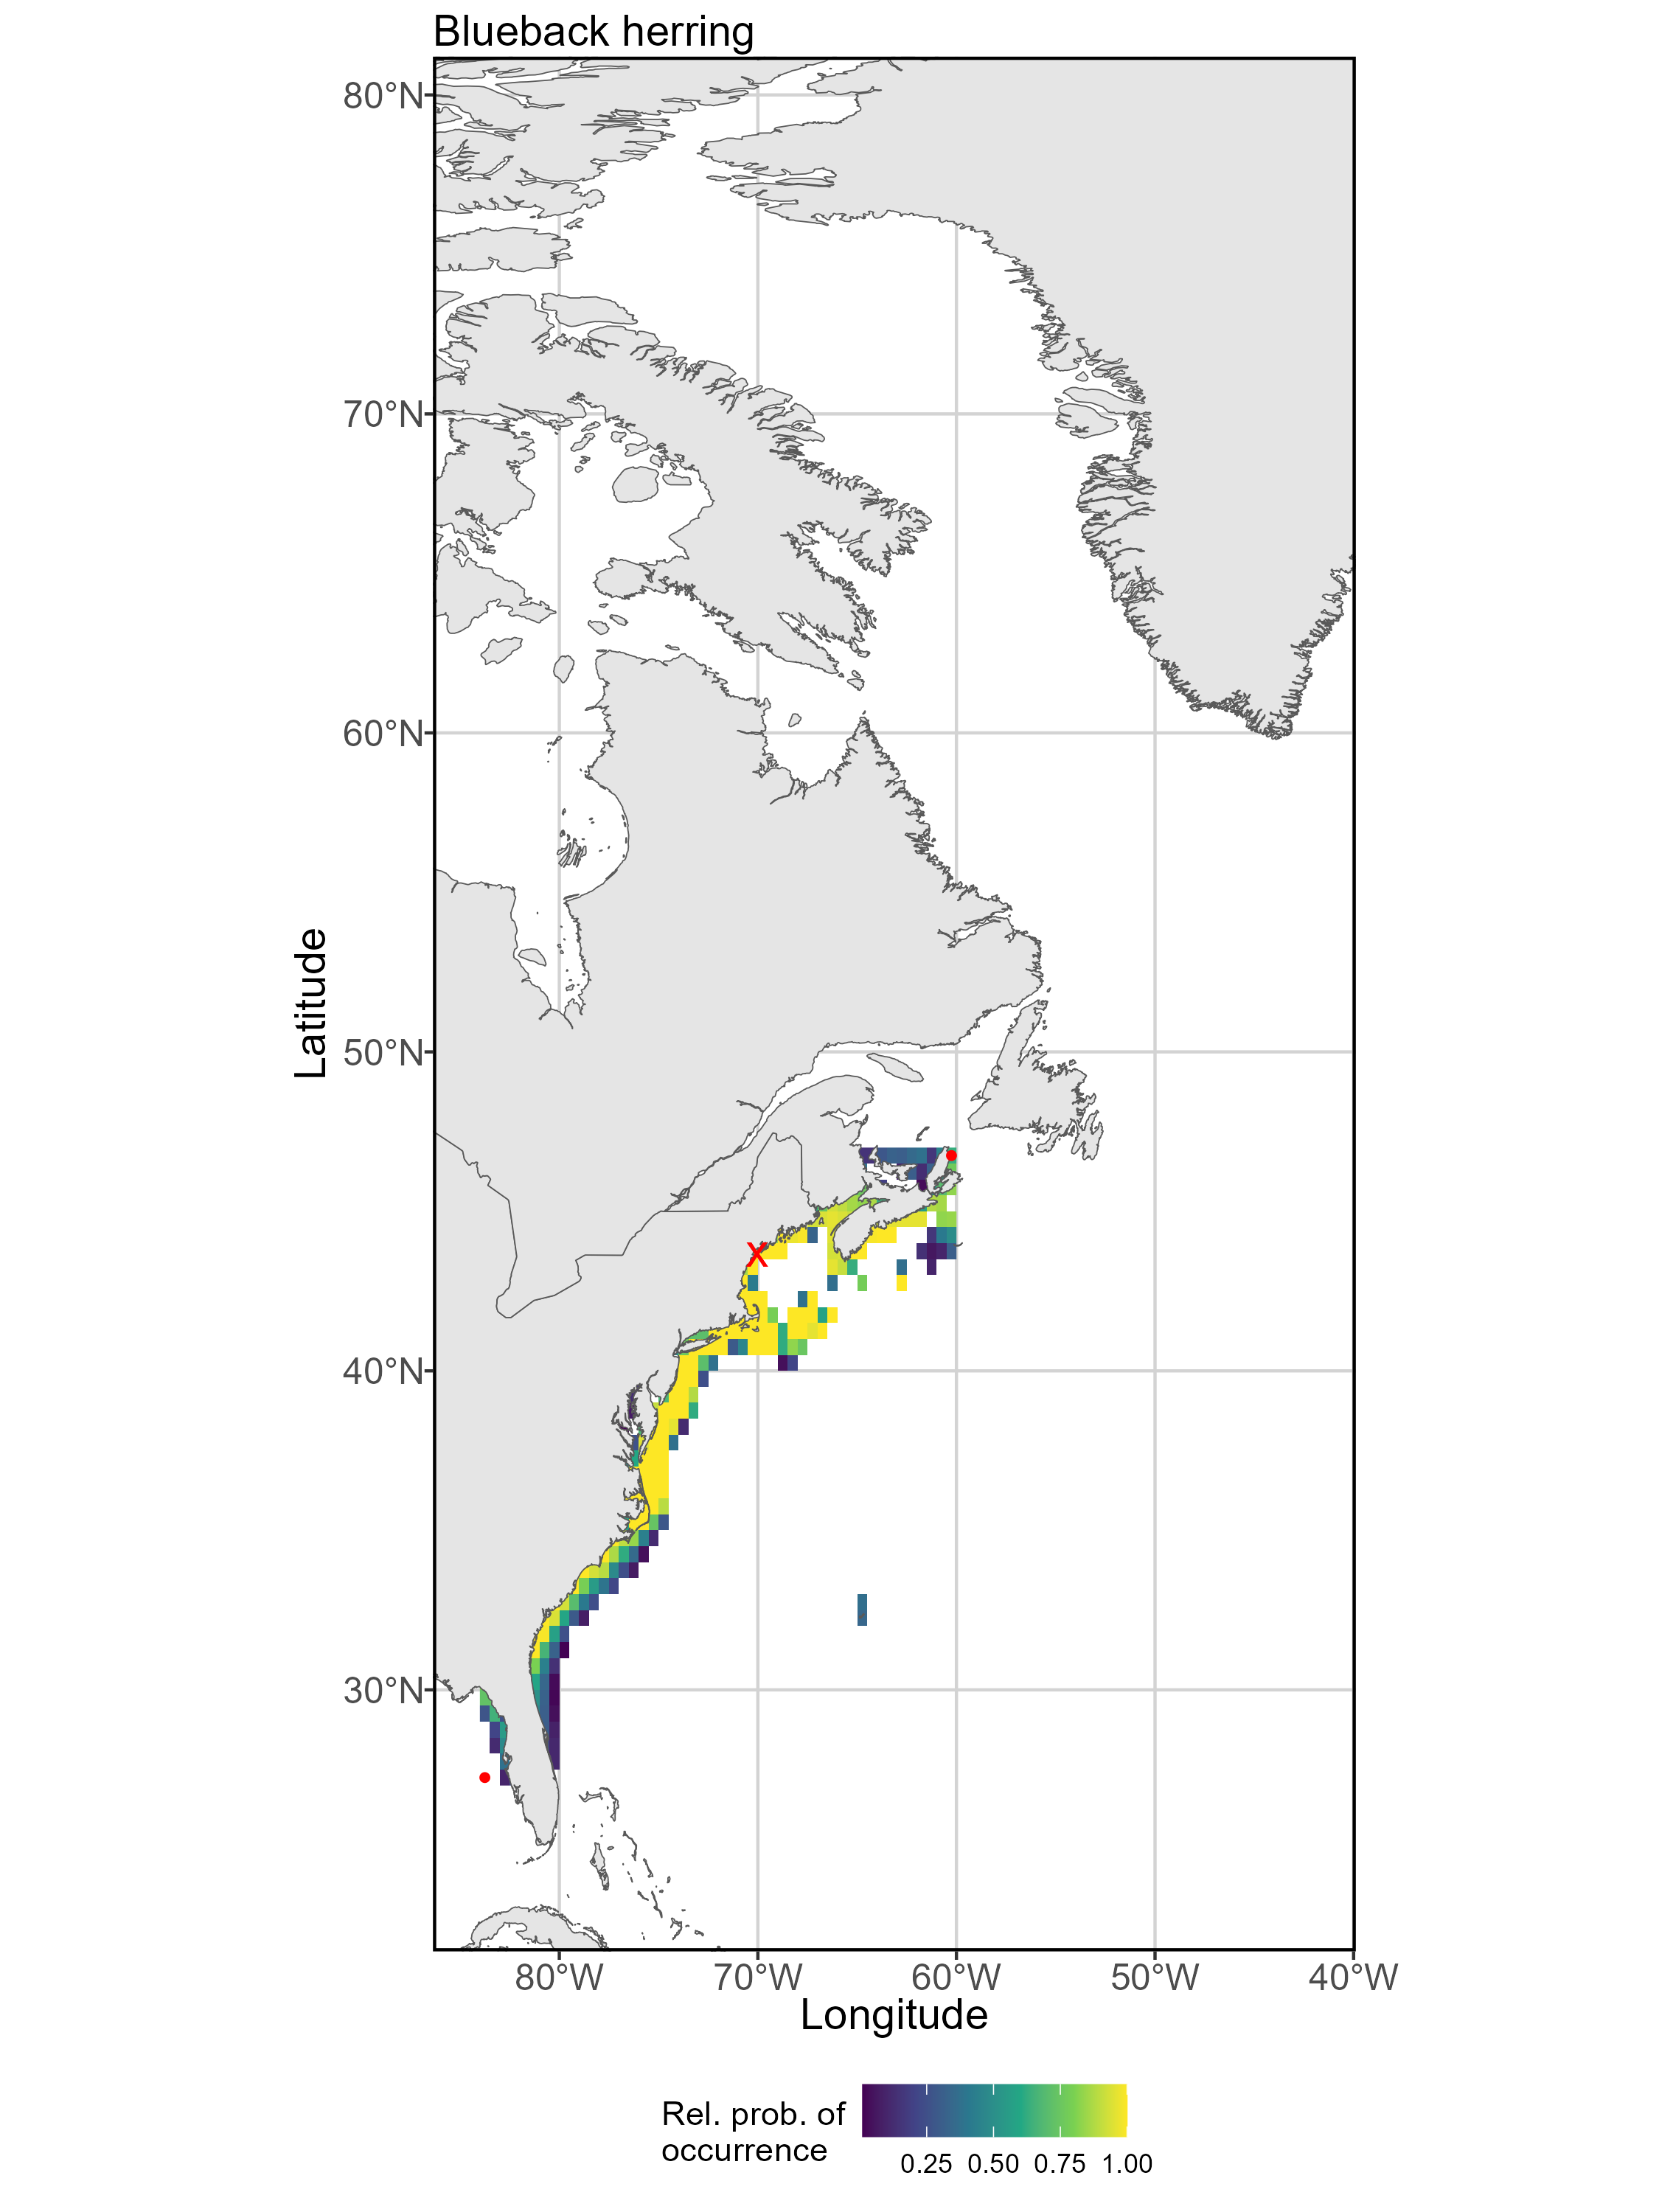 Blueback herring
80°N
70°N
60°N
50°N
40°N
30°N
Latitude
X
80°W 70°W 60°W 50°W 40°W
Longitude
Rel. prob. of
occurrence
0.25 0.50 0.75 1.00